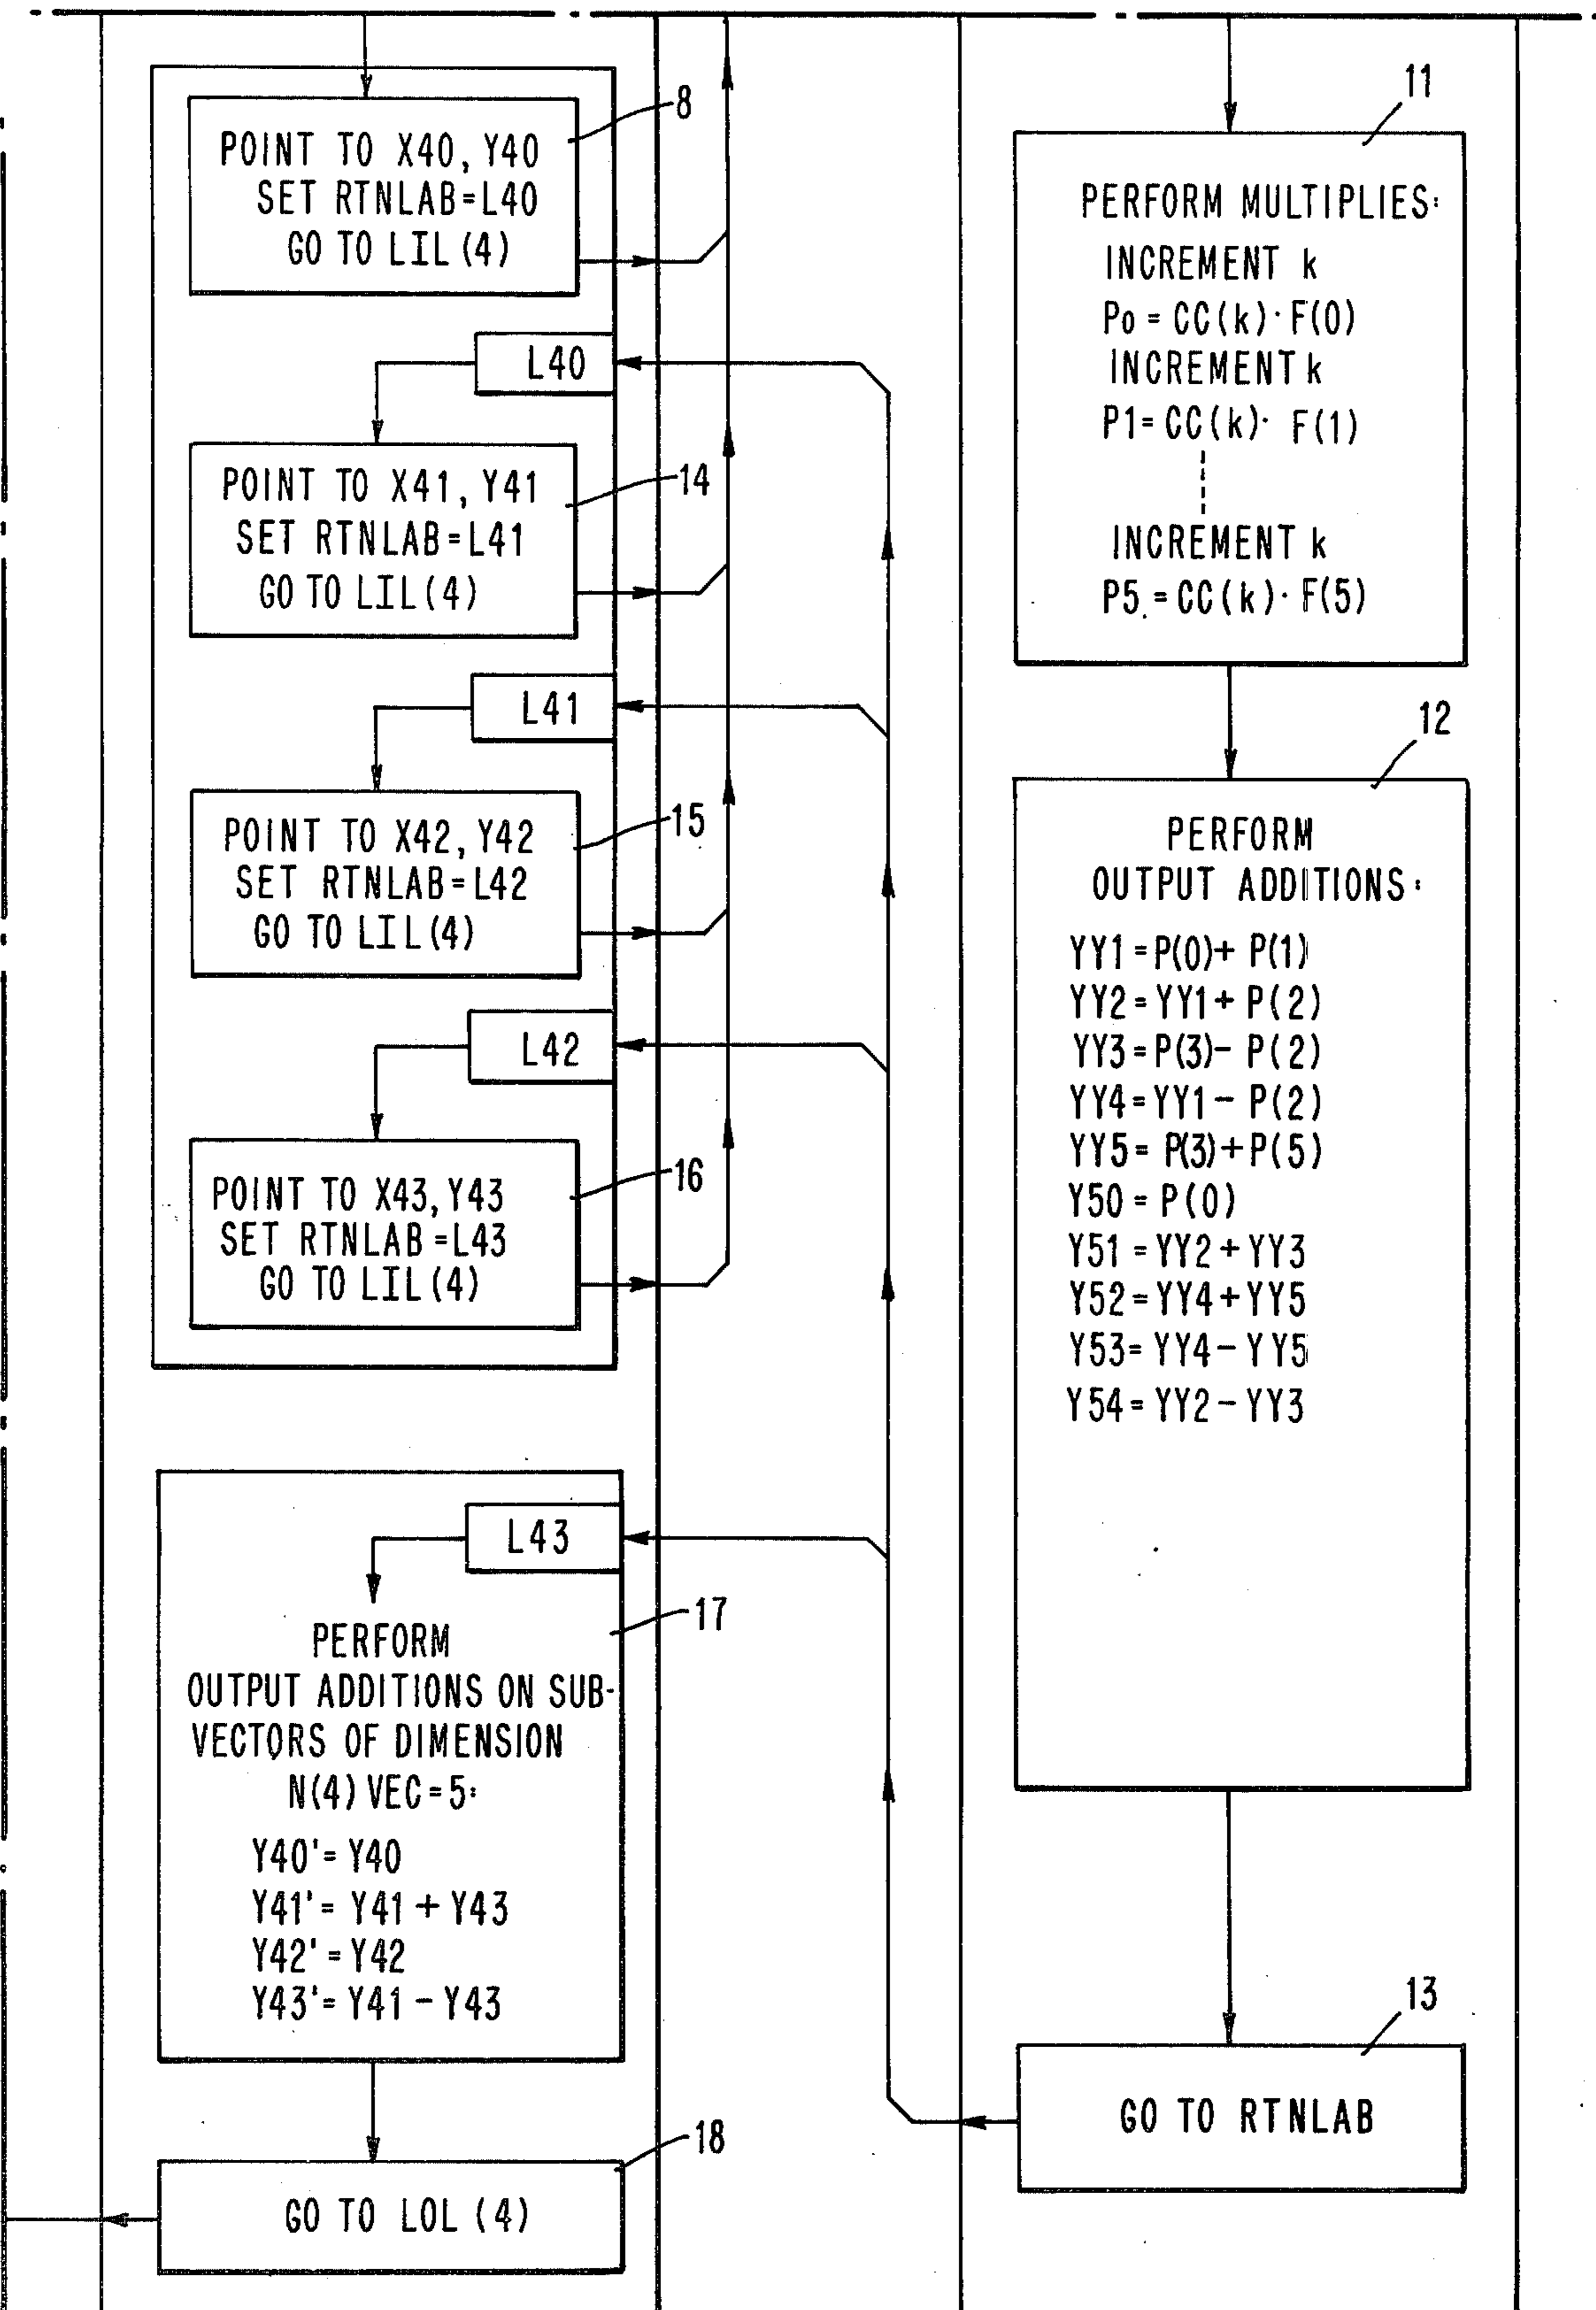 8
POINT TO X40, Y40
SET RTNLAB=L40
GO TO LIL (4)
L40
14
POINT TO X41, Y41
SET RTNLAB=L41
GO TO LIL (4)
L41
15
POINT TO X42, Y42
SET RTNLAB=L42
GO TO LIL (4)
L42
16
POINT TO X43, Y43
SET RTNLAB=L43
GO TO LIL (4)
L43
17
PERFORM
OUTPUT ADDITIONS ON SUB-
VECTORS OF DIMENSION
N(4) VEC=5:
Y40'= Y40
Y41'= Y41 + Y43
Y42'= Y42
Y43'= Y41 - Y43
18
GO TO LOL (4)
11
PERFORM MULTIPLIES:
INCREMENT k
Po = CC(k)· F(0)
INCREMENT k
P1= CC(k)· F(1)
INCREMENT k
P5.= CC(k)· F(5)
12
PERFORM
OUTPUT ADDITIONS:
YY1 = P(0)+ P(1)
YY2 = YY1 + P(2)
YY3 = P(3)- P(2)
YY4 = YY1 - P(2)
YY5 = P(3)+P(5)
Y50 = P(0)
Y51 = YY2 + YY3
Y52 = YY4+YY5
Y53= YY4- YY5
Y54= YY2 - YY3
13
GO TO RTNLAB